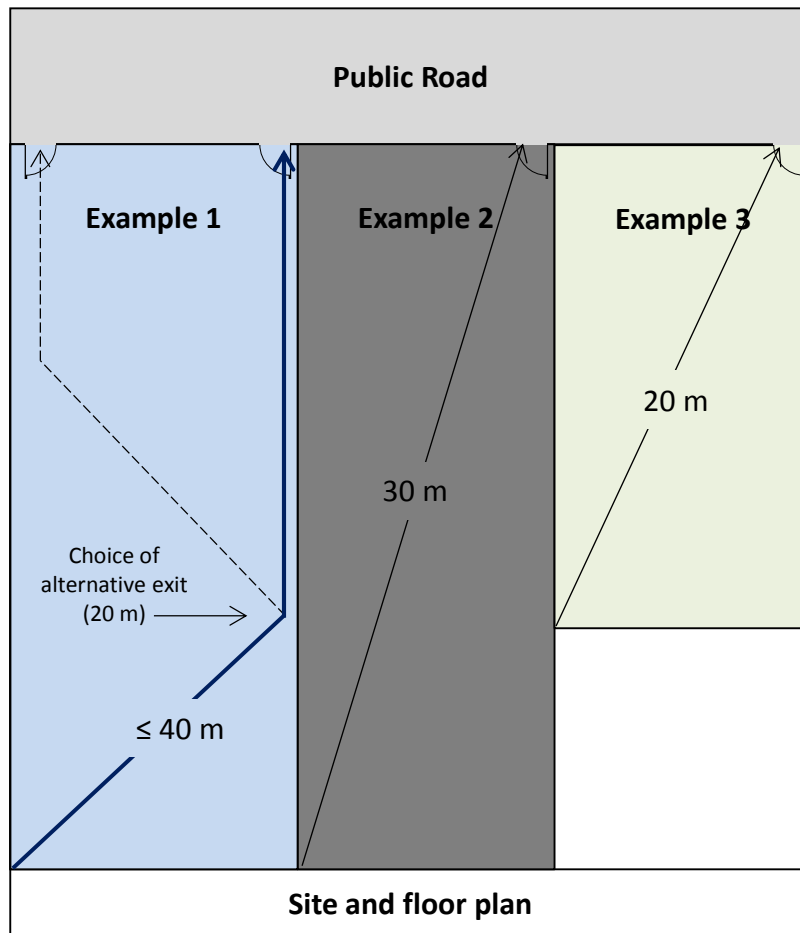 Public Road
Example 1
Example 2
Example 3
20 m
30 m
Choice of
alternative exit
(20 m)
≤ 40 m
Site and floor plan